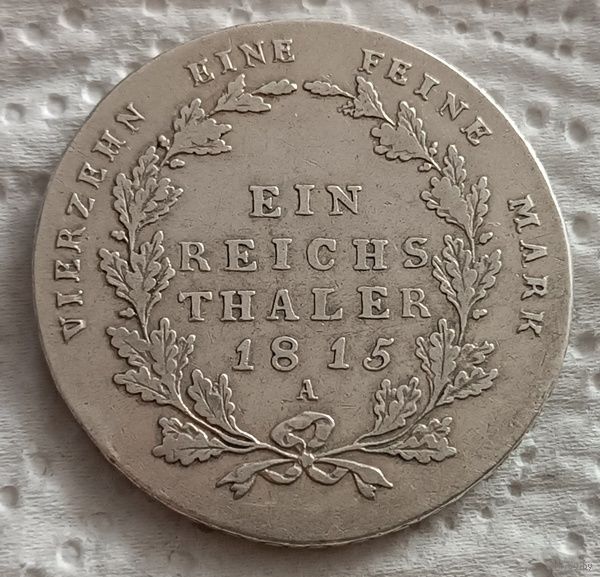 VIERZEHN EINE FEINE MARK
EIN
REICHS
THALER
1815
A